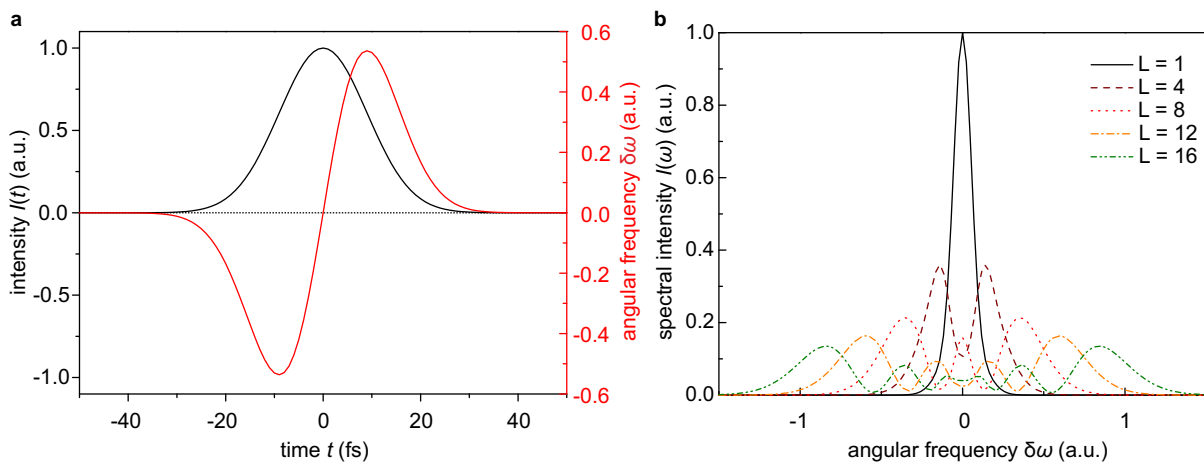 a
intensity I(t) (a.u.)
1.0
0.5
0.0
-0.5
-1.0
-40
-20
0
20
40
time t (fs)
0.6
0.4
0.2
0.0
-0.2
-0.4
-0.6
angular frequency δω (a.u.)
b
spectral intensity I(ω) (a.u.)
1.0
0.8
0.6
0.4
0.2
0.0
-1
0
1
angular frequency δω (a.u.)
L = 1
L = 4
L = 8
L = 12
L = 16